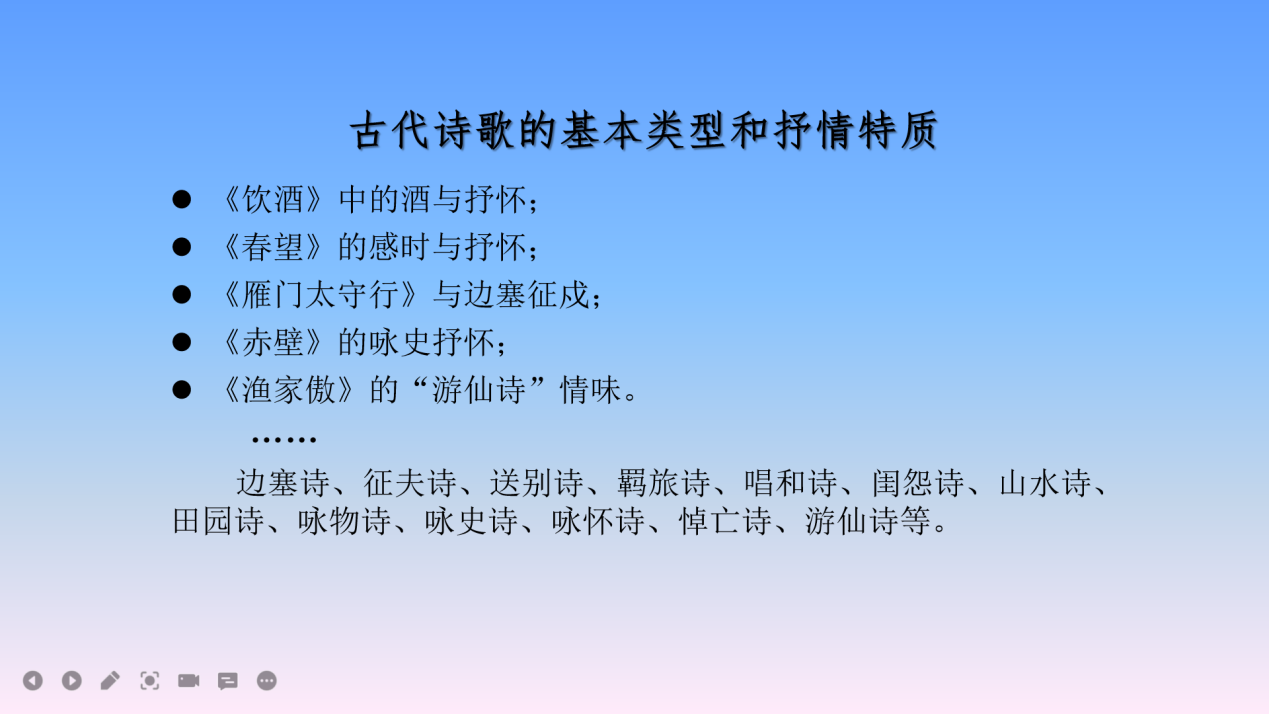 古代诗歌的基本类型和抒情特质
● 《饮酒》中的酒与抒怀；
● 《春望》的感时与抒怀；
● 《雁门太守行》与边塞征戍；
● 《赤壁》的咏史抒怀；
● 《渔家傲》的“游仙诗”情味。
……
边塞诗、征夫诗、送别诗、羁旅诗、唱和诗、闺怨诗、山水诗、
田园诗、咏物诗、咏史诗、咏怀诗、悼亡诗、游仙诗等。